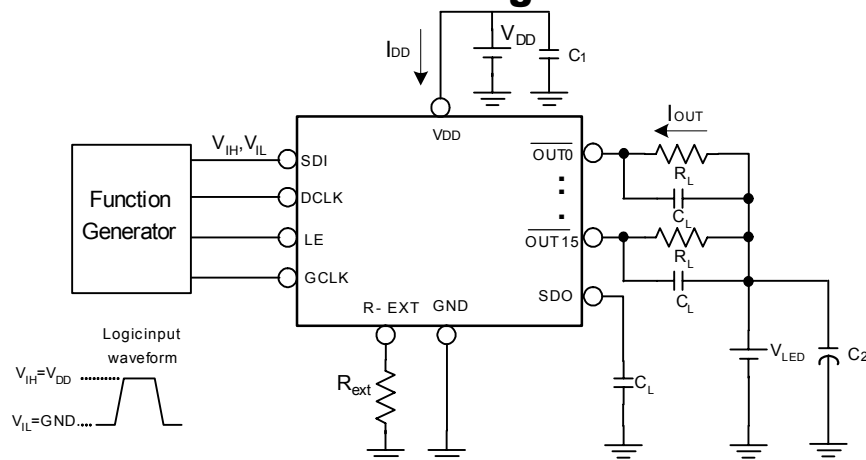 g
IDD
VDD
C1
VDD
IOUT
VIH,VIL
SDI
OUT0
RL
Function
Generator
DCLK
CL
LE
OUT15
RL
GCLK
SDO
CL
R- EXT
GND
Logicinput
waveform
VIH=VDD
VIL=GND
Rext
CL
VLED
C2